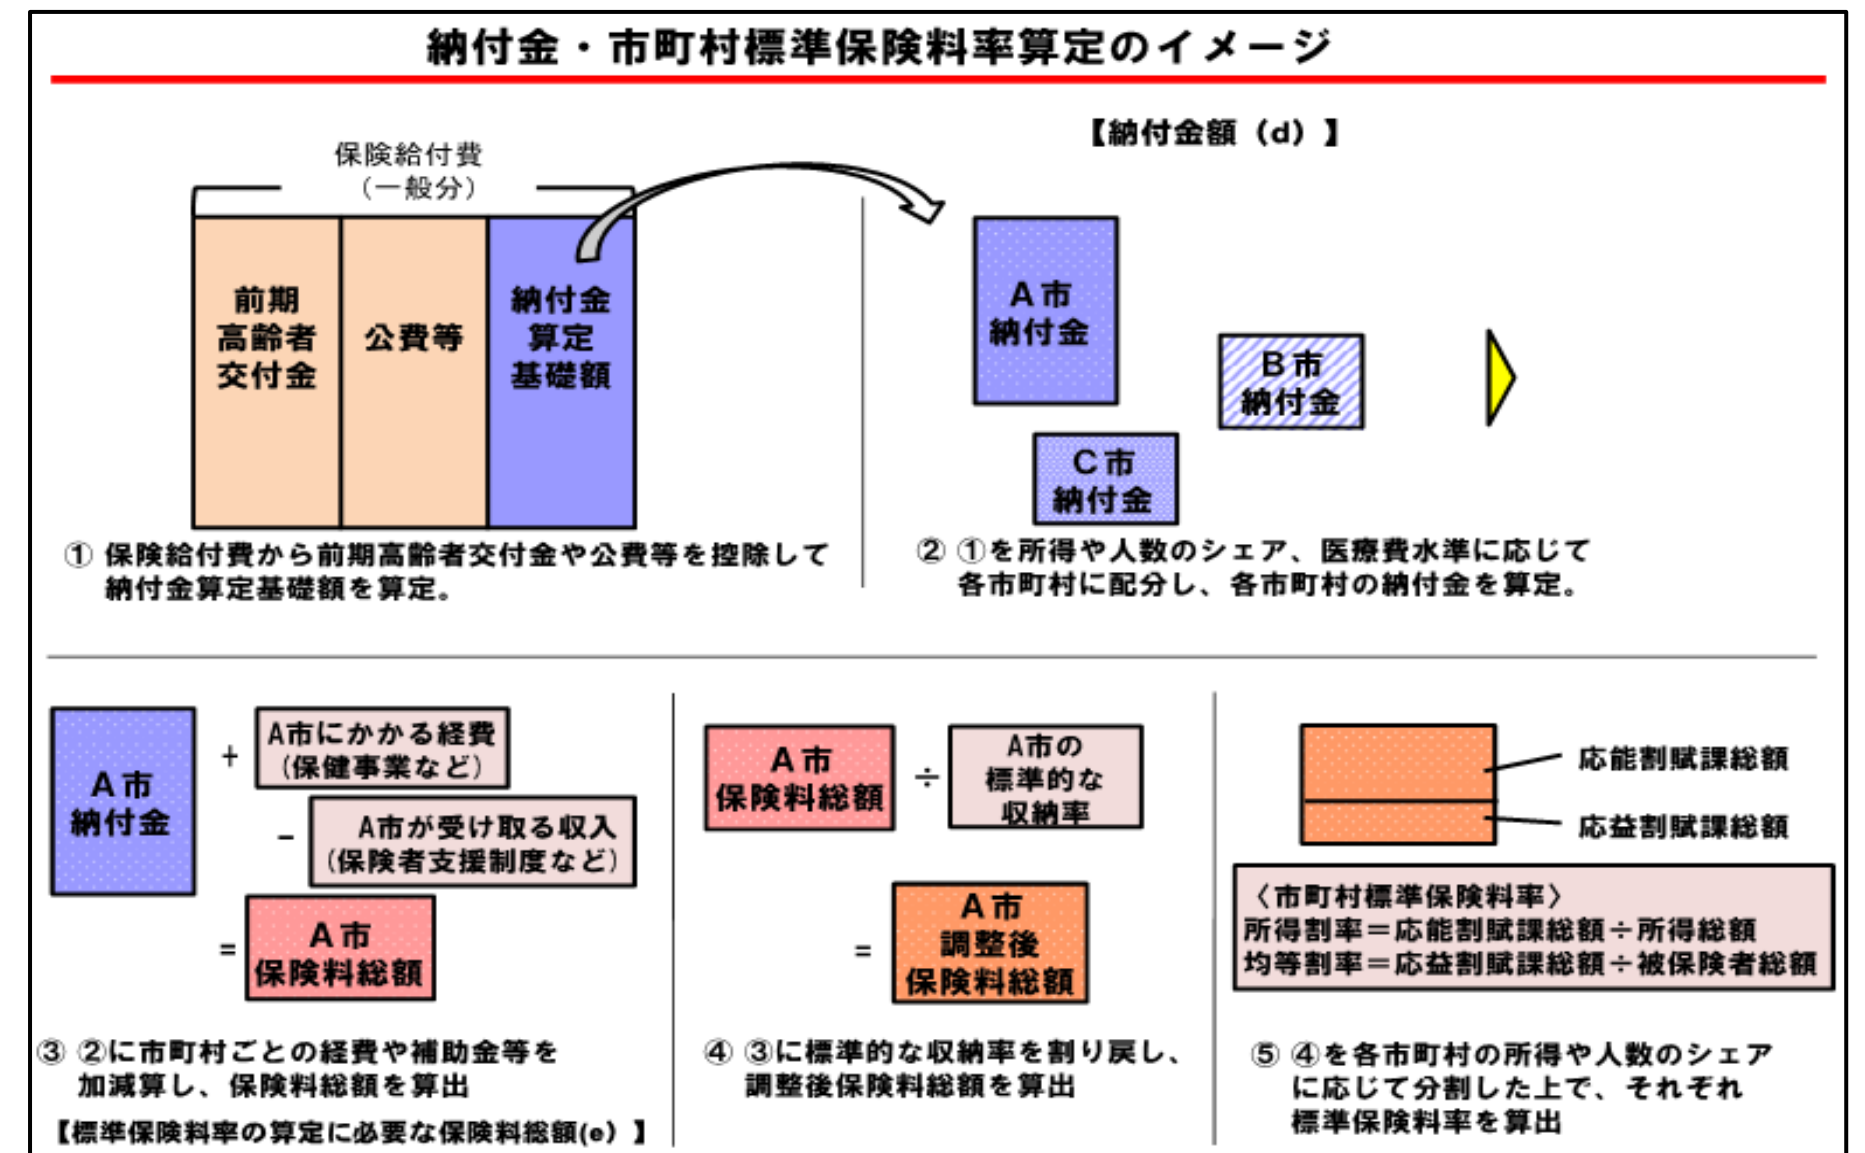 納付金・市町村標準保険料率算定のイメージ
保険給付費
（一般分）
前期
高齢者
交付金
公費等
納付金
算定
基礎額
① 保険給付費から前期高齢者交付金や公費等を控除して
納付金算定基礎額を算定。
【納付金額（d）】
A市
納付金
B市
納付金
C市
納付金
② ①を所得や人数のシェア、医療費水準に応じて
各市町村に配分し、各市町村の納付金を算定。
A市
納付金
+
A市にかかる経費
(保健事業など)
−
A市が受け取る収入
(保険者支援制度など)
=
A市
保険料総額
③ ②に市町村ごとの経費や補助金等を
加減算し、保険料総額を算出
【標準保険料率の算定に必要な保険料総額(e）】
A市
保険料総額
÷
A市の
標準的な
収納率
=
A市
調整後
保険料総額
④ ③に標準的な収納率を割り戻し、
調整後保険料総額を算出
応能割賦課総額
応益割賦課総額
〈市町村標準保険料率〉
所得割率＝応能割賦課総額÷所得総額
均等割率＝応益割賦課総額÷被保険者総額
⑤ ④を各市町村の所得や人数のシェア
に応じて分割した上で、それぞれ
標準保険料率を算出